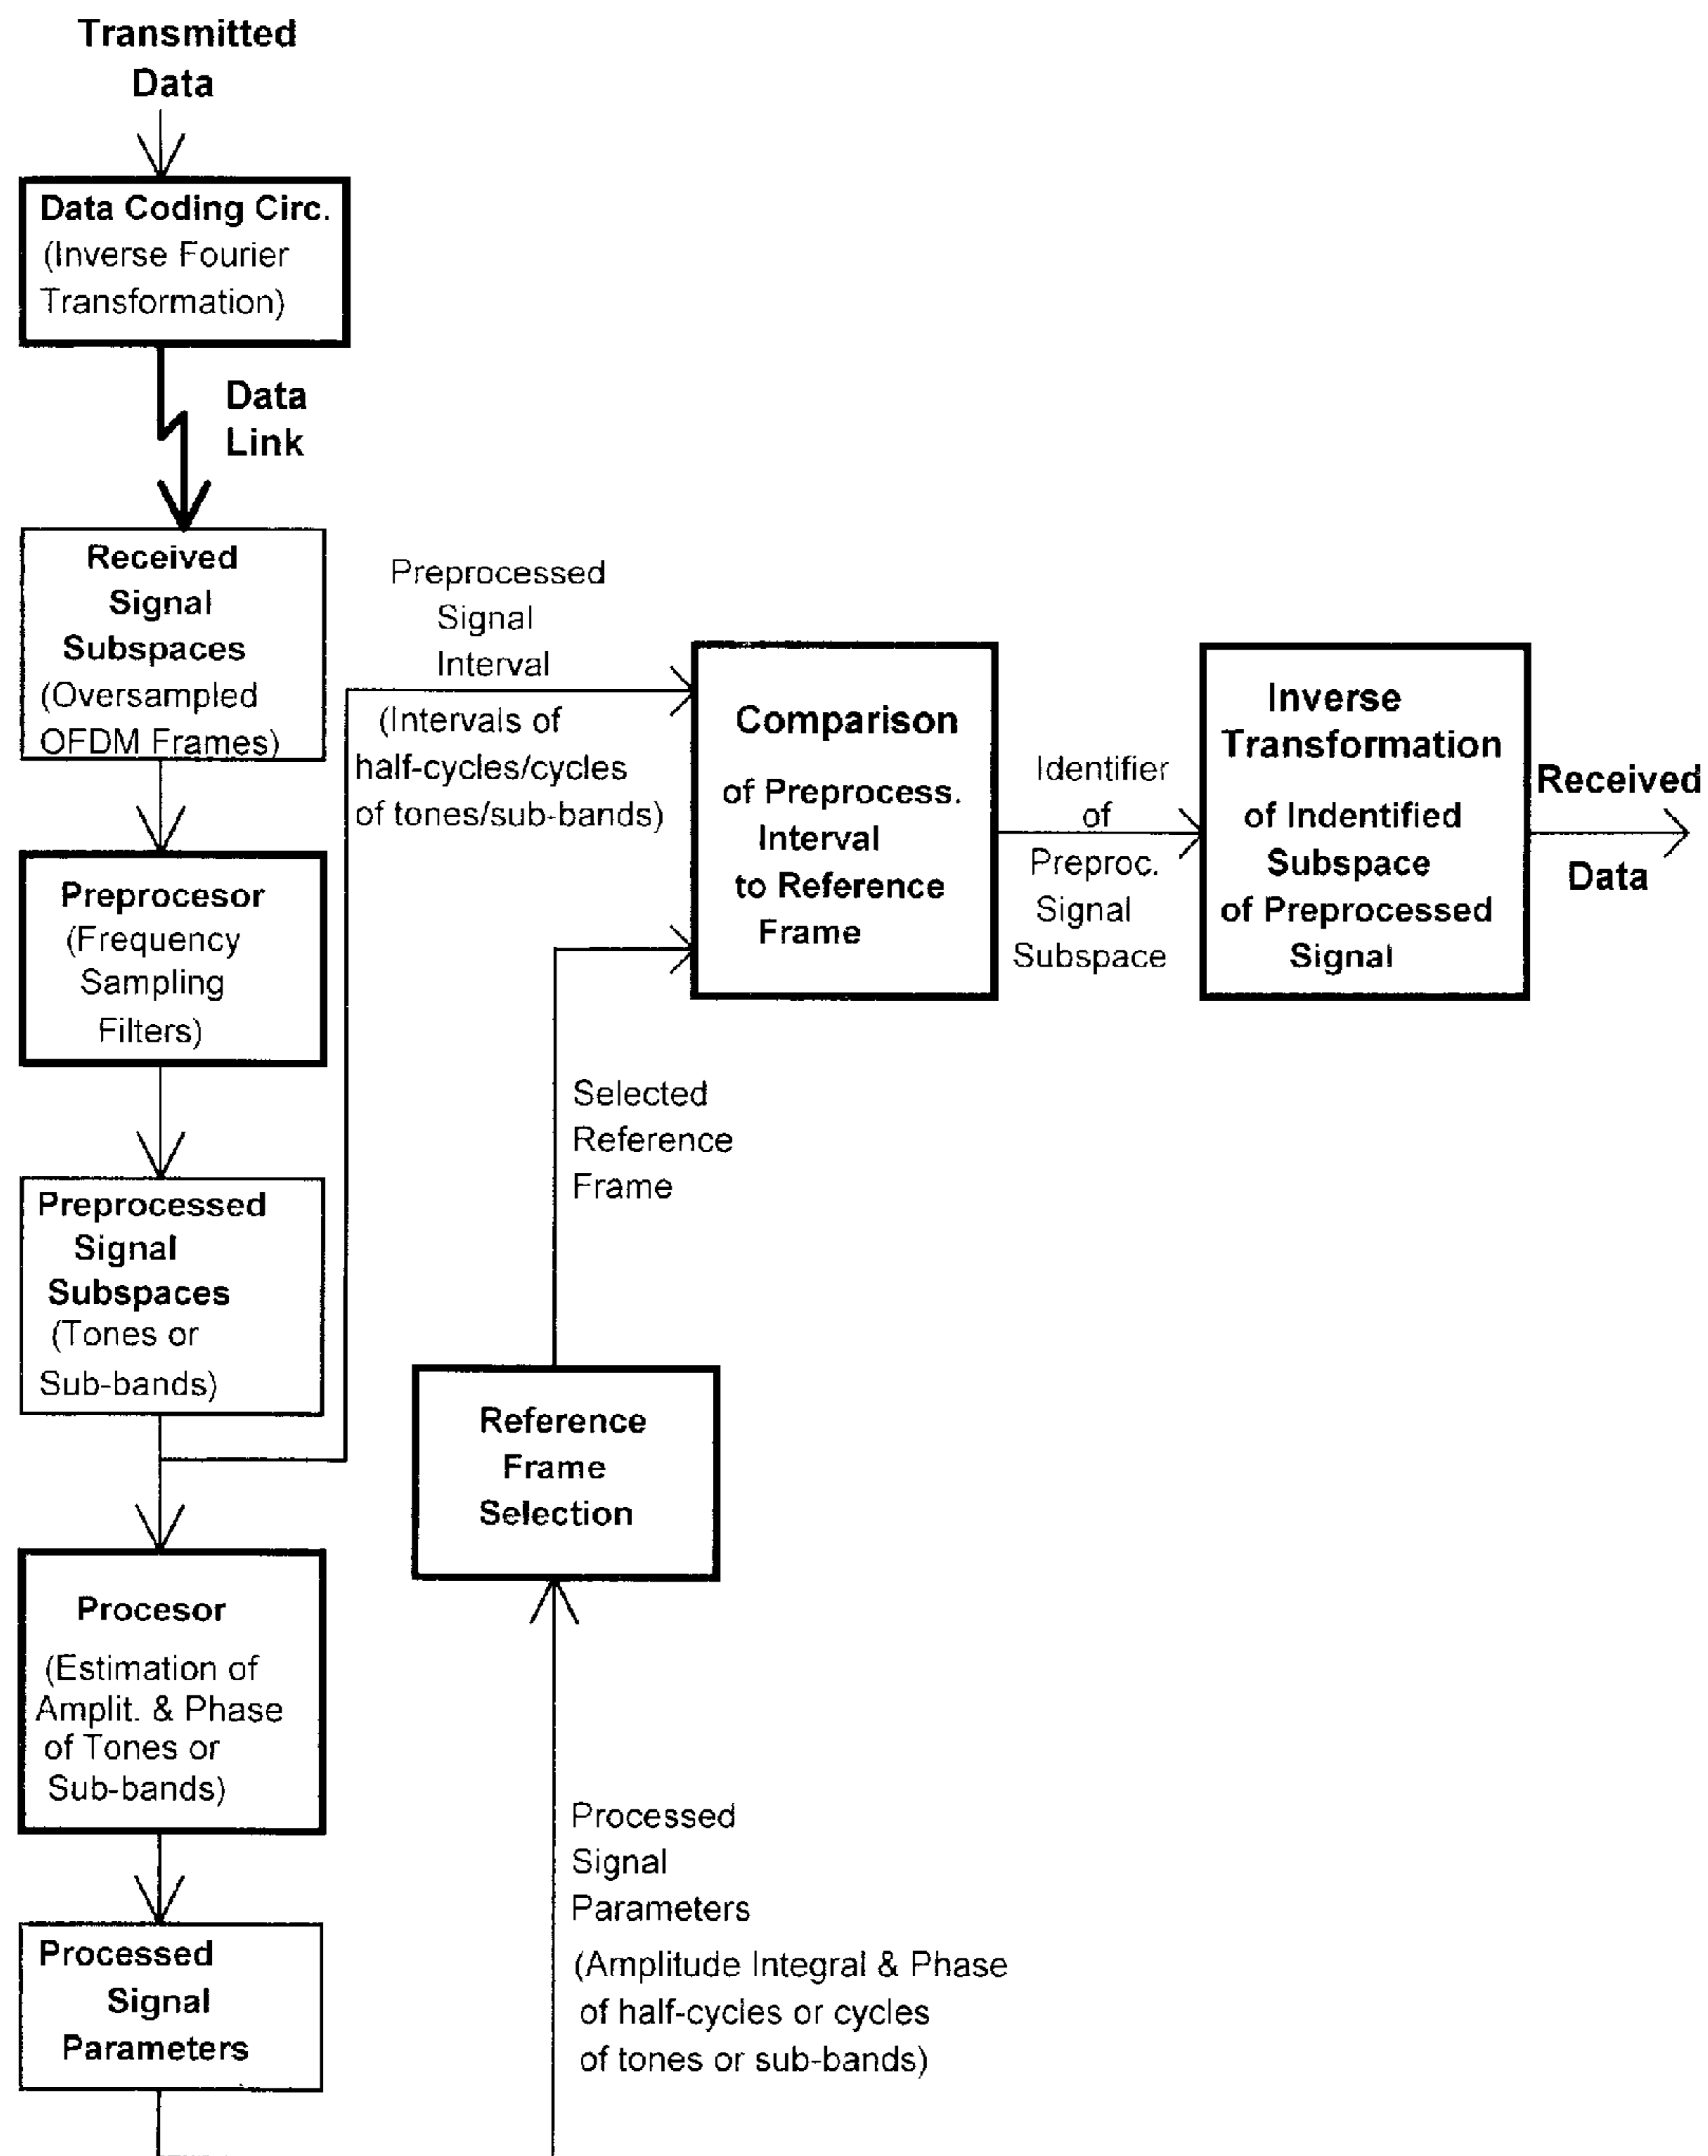 Transmitted
Data
Data Coding Circ.
(Inverse Fourier
Transformation)
Data
Link
Received
Signal
Subspaces
(Oversampled
OFDM Frames)
Preprocesor
(Frequency
Sampling
Filters)
Preprocessed
Signal
Subspaces
(Tones or
Sub-bands)
Procesor
(Estimation of
Amplit. & Phase
of Tones or
Sub-bands)
Processed
Signal
Parameters
Preprocessed
Signal
Interval
(Intervals of
half-cycles/cycles
of tones/sub-bands)
Selected
Reference
Frame
Reference
Frame
Selection
Processed
Signal
Parameters
(Amplitude Integral & Phase
of half-cycles or cycles
of tones or sub-bands)
Comparison
of Preprocess.
Interval
to Reference
Frame
Identifier
of
Preproc.
Signal
Subspace
Inverse
Transformation
of Indentified
Subspace
of Preprocessed
Signal
Received
Data